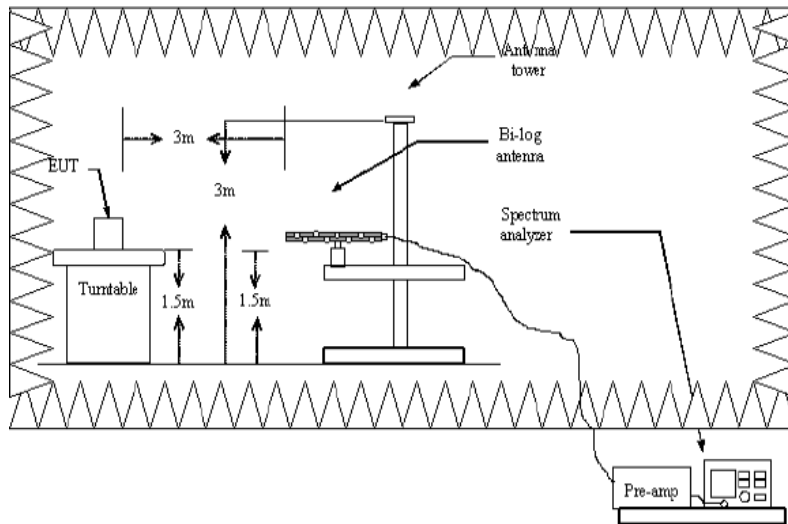 Antenna
tower
3m
Bi-log
antenna
EUT
3m
Spectrum
analyzer
Turntable
1.5m
1.5m
Pre-amp